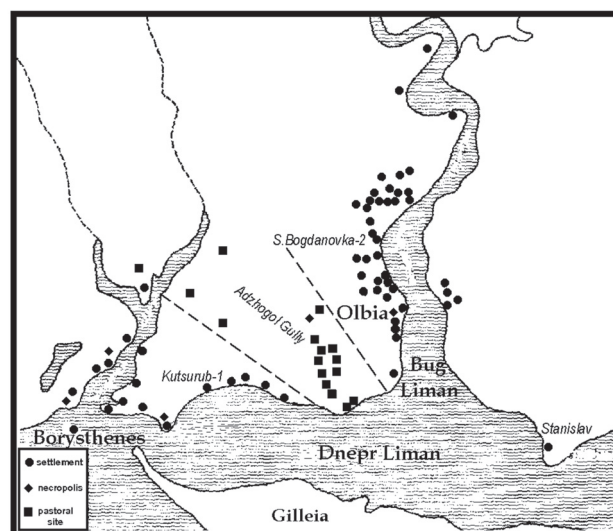 S.Bogdanovka-2
Adzhogol Gully
Olbia
Bug
Liman
Kutsurub-1
Stanislav
Borysthenes
Dnepr Liman
settlement
necropolis
pastoral
site
Gilleia